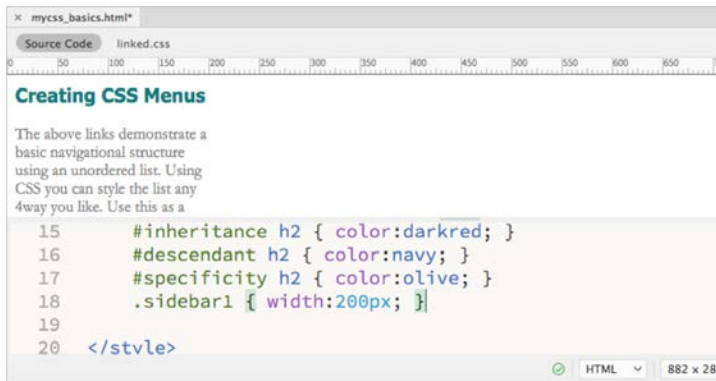 × mycss_basics.html*
Source Code linked.css
0 50 100 150 200 250 300 350 400 450 500 550 600 650
Creating CSS Menus
The above links demonstrate a
basic navigational structure
using an unordered list. Using
CSS you can style the list any
4way you like. Use this as a
15 #inheritance h2 { color:darkred; }
16 #descendant h2 { color:navy; }
17 #specificity h2 { color:olive; }
18 .sidebar1 { width:200px; }
19
20 </style>
HTML 882 x 28